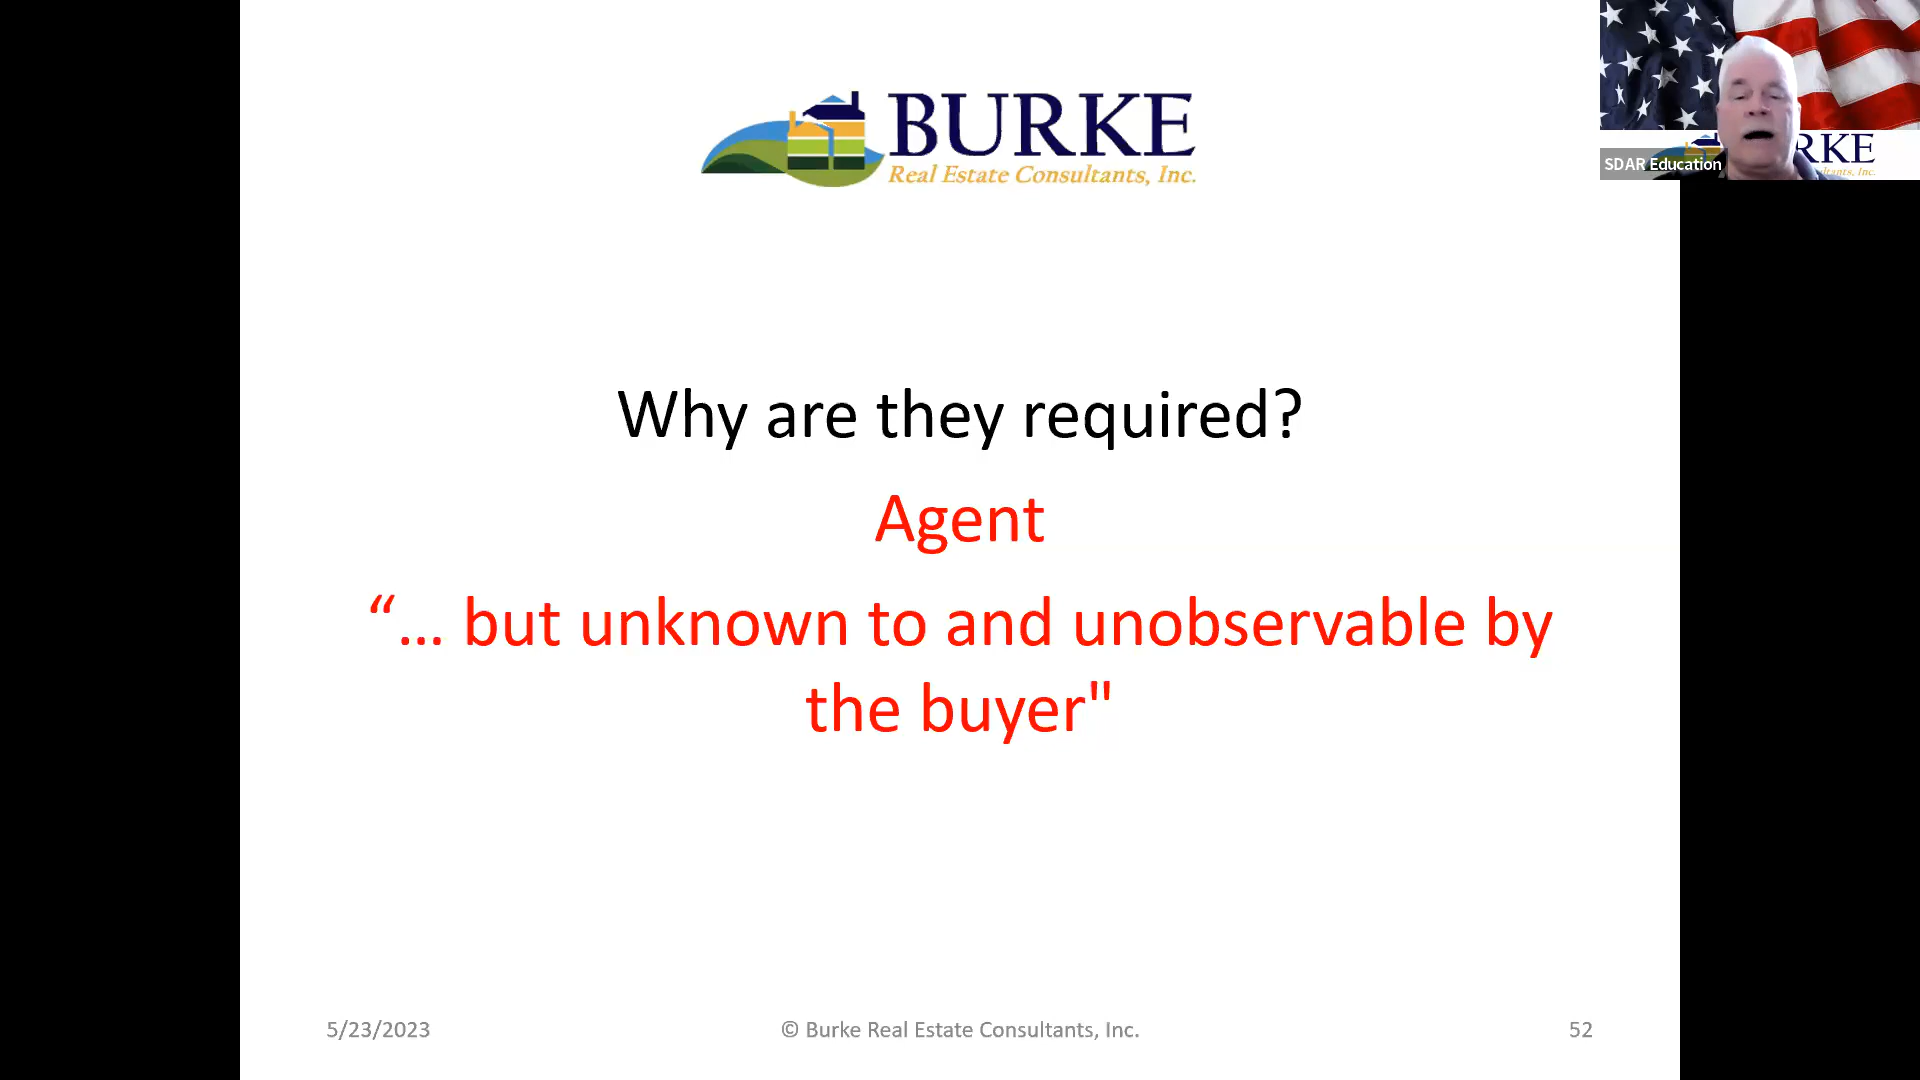 BURKE
Real Estate Consultants, Inc.
RKE
SDAR Education
Why are they required?
Agent
“... but unknown to and unobservable by
the buyer"
5/23/2023
© Burke Real Estate Consultants, Inc.
52